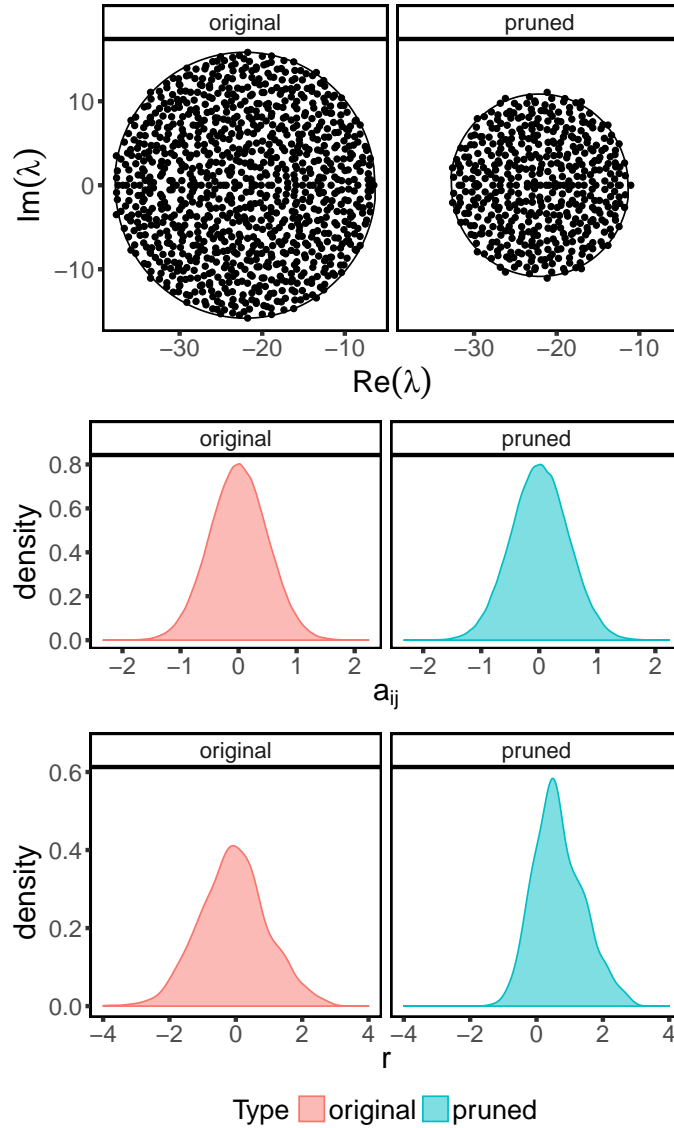 original pruned
10
0
−10
Im(λ)
−30 −20 −10 −30 −20 −10
Re(λ)
original pruned
0.8
0.6
0.4
0.2
0.0
density
−2 −1 0 1 2 −2 −1 0 1 2
aij
original pruned
0.6
0.4
0.2
0.0
density
−4 −2 0 2 4 −4 −2 0 2 4
r
Type original pruned